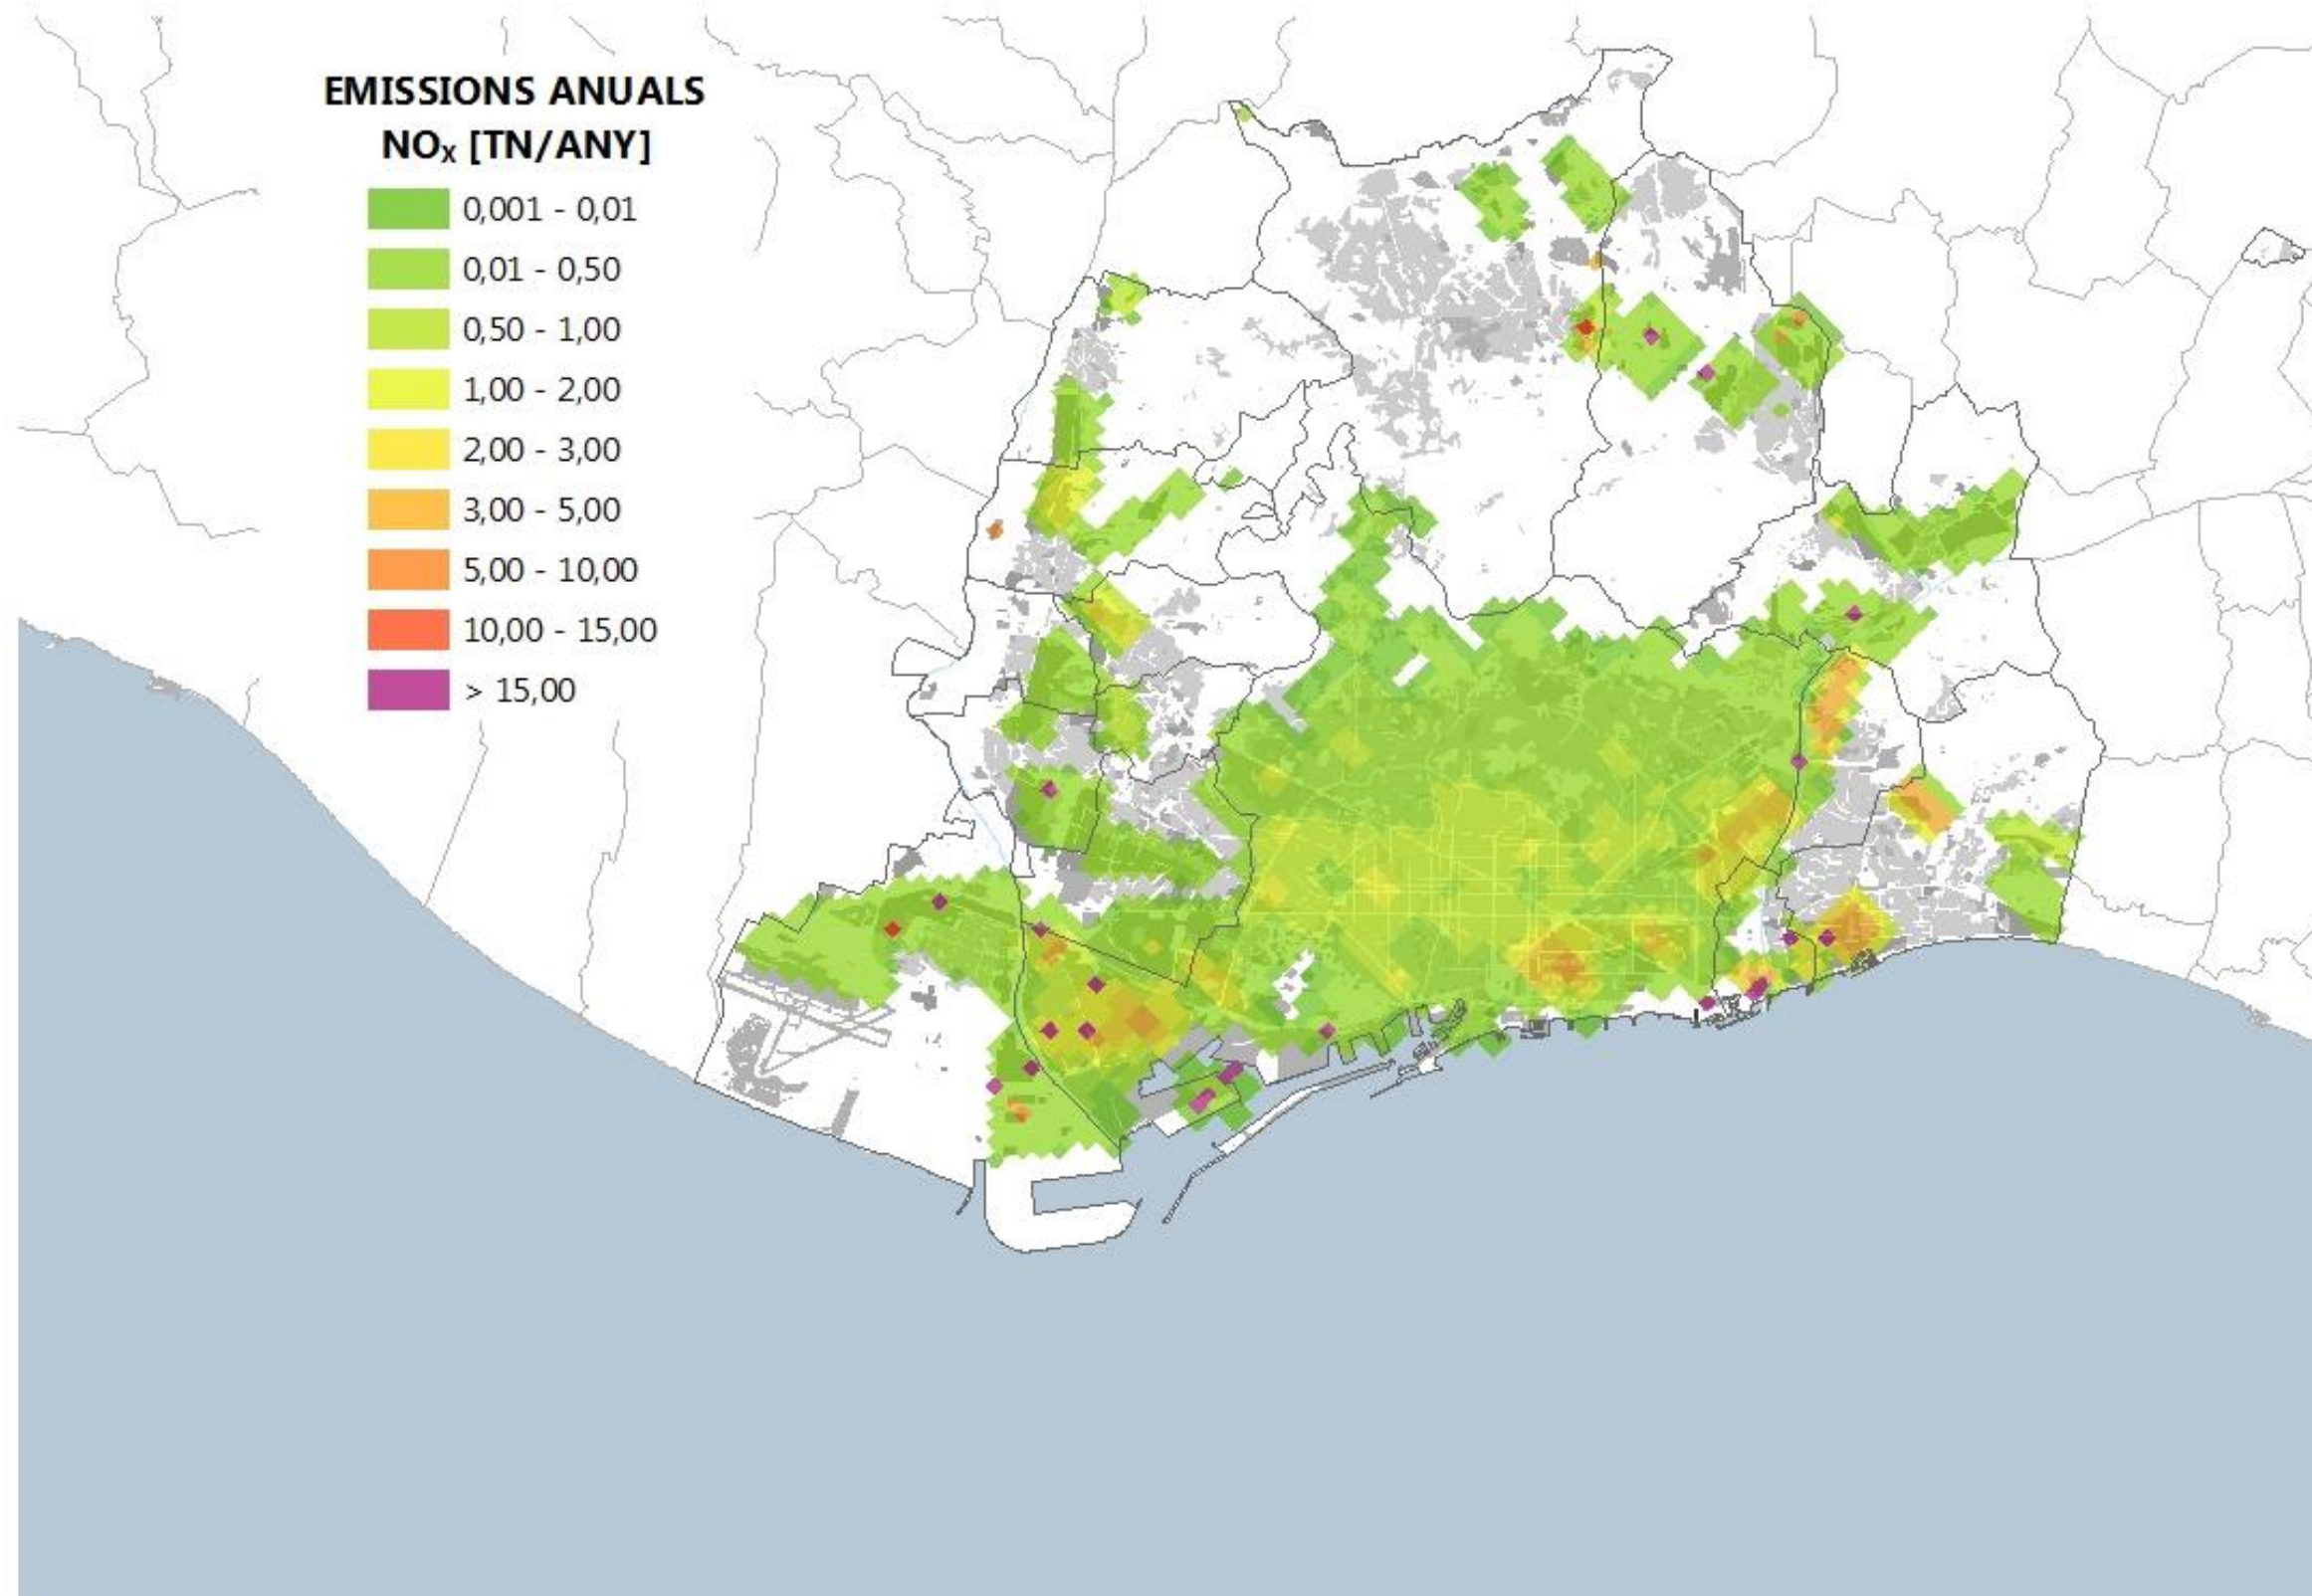 EMISSIONS ANUALS
NOx [TN/ANY]
0,001 - 0,01
0,01 - 0,50
0,50 - 1,00
1,00 - 2,00
2,00 - 3,00
3,00 - 5,00
5,00 - 10,00
10,00 - 15,00
> 15,00